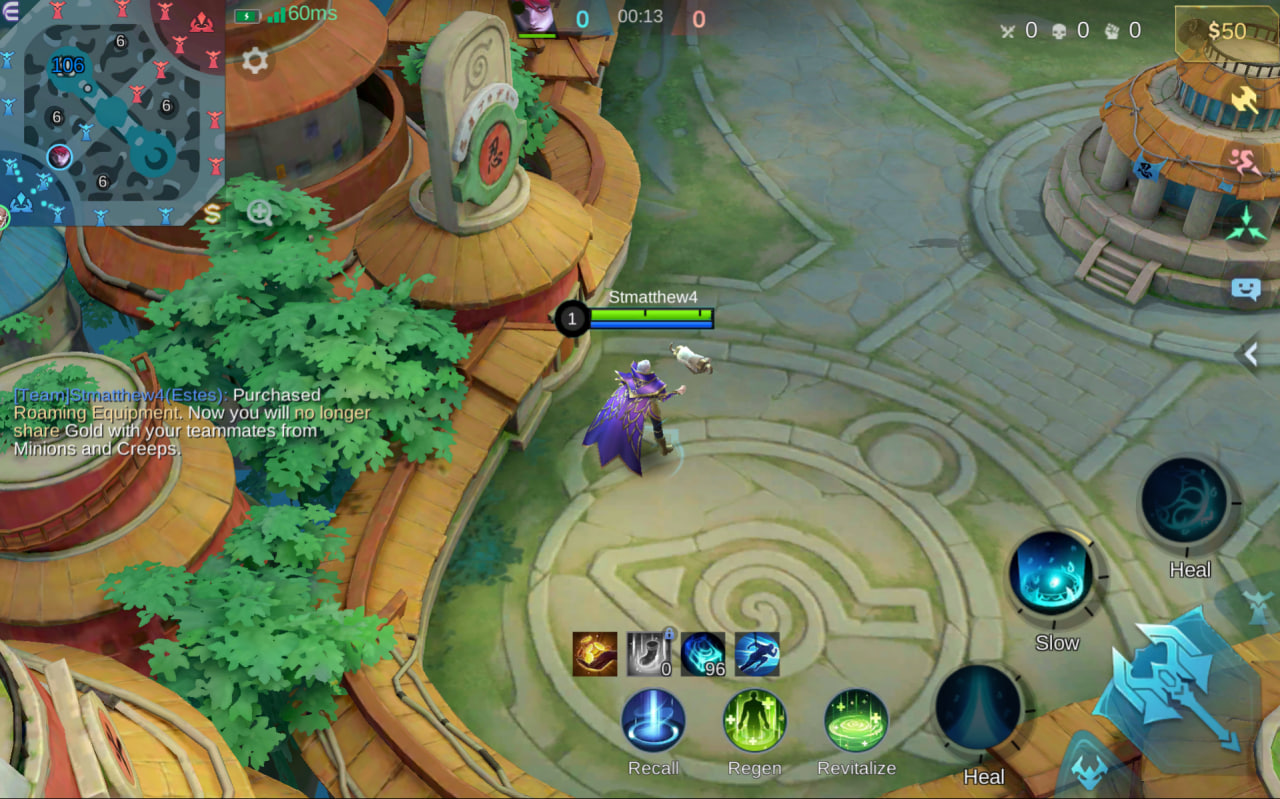 60ms
0
00:13
0
0
0
0
$50
6
106
6
6
6
S
Stmatthew4
1
忍
[Team]Stmatthew4(Estes): Purchased
Roaming Equipment. Now you will no longer
share Gold with your teammates from
Minions and Creeps.
Heal
Slow
0
96
Recall
Regen
Revitalize
Heal